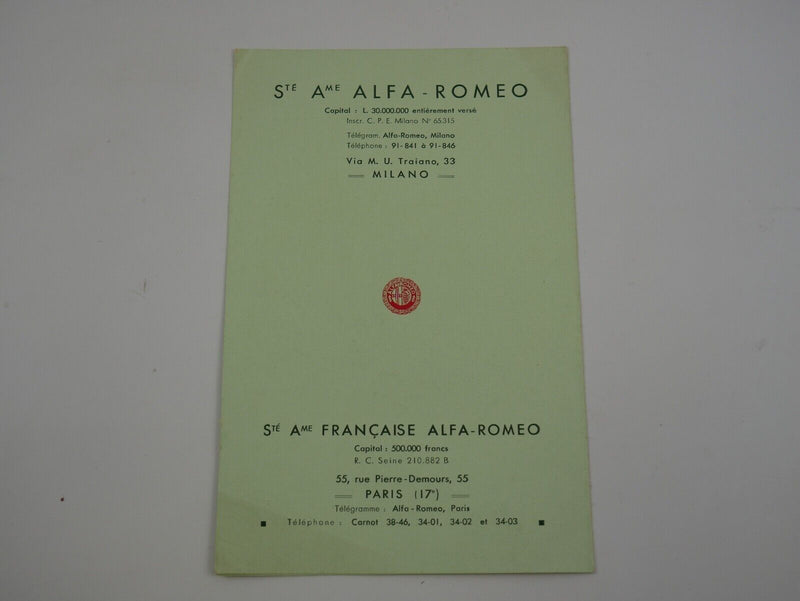 STÉ AME ALFA-ROMEO
Capital : L. 30.000.000 entiérement versé
Inscr. C. P. E. Milano N° 65315
Télégram. Alfa-Romeo, Milano
Téléphone : 91-841 à 91-846
Via M. U. Traiano, 33
MILANO
STÉ AME FRANÇAISE ALFA-ROMEO
Capital : 500.000 francs
R. C. Seine 210.882 B
55, rue Pierre-Demours, 55
PARIS (17e)
Télégramme : Alfa-Romeo, Paris
Téléphone : Carnot 38-46, 34-01, 34-02 et 34-03